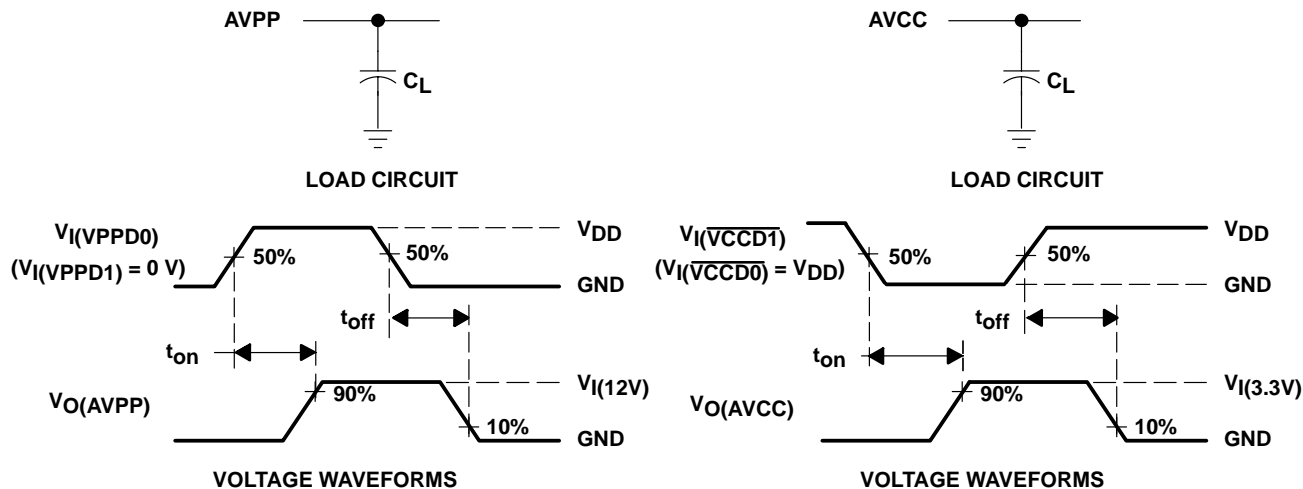 AVPP
CL
LOAD CIRCUIT
VI(VPPD0)
(VI(VPPD1) = 0 V)
50%
50%
VDD
GND
toff
ton
VO(AVPP)
90%
10%
VI(12V)
GND
VOLTAGE WAVEFORMS
AVCC
CL
LOAD CIRCUIT
VI(V̅C̅C̅D̅1̅)
(VI(V̅C̅C̅D̅0̅) = VDD)
50%
50%
VDD
GND
toff
ton
VO(AVCC)
90%
10%
VI(3.3V)
GND
VOLTAGE WAVEFORMS